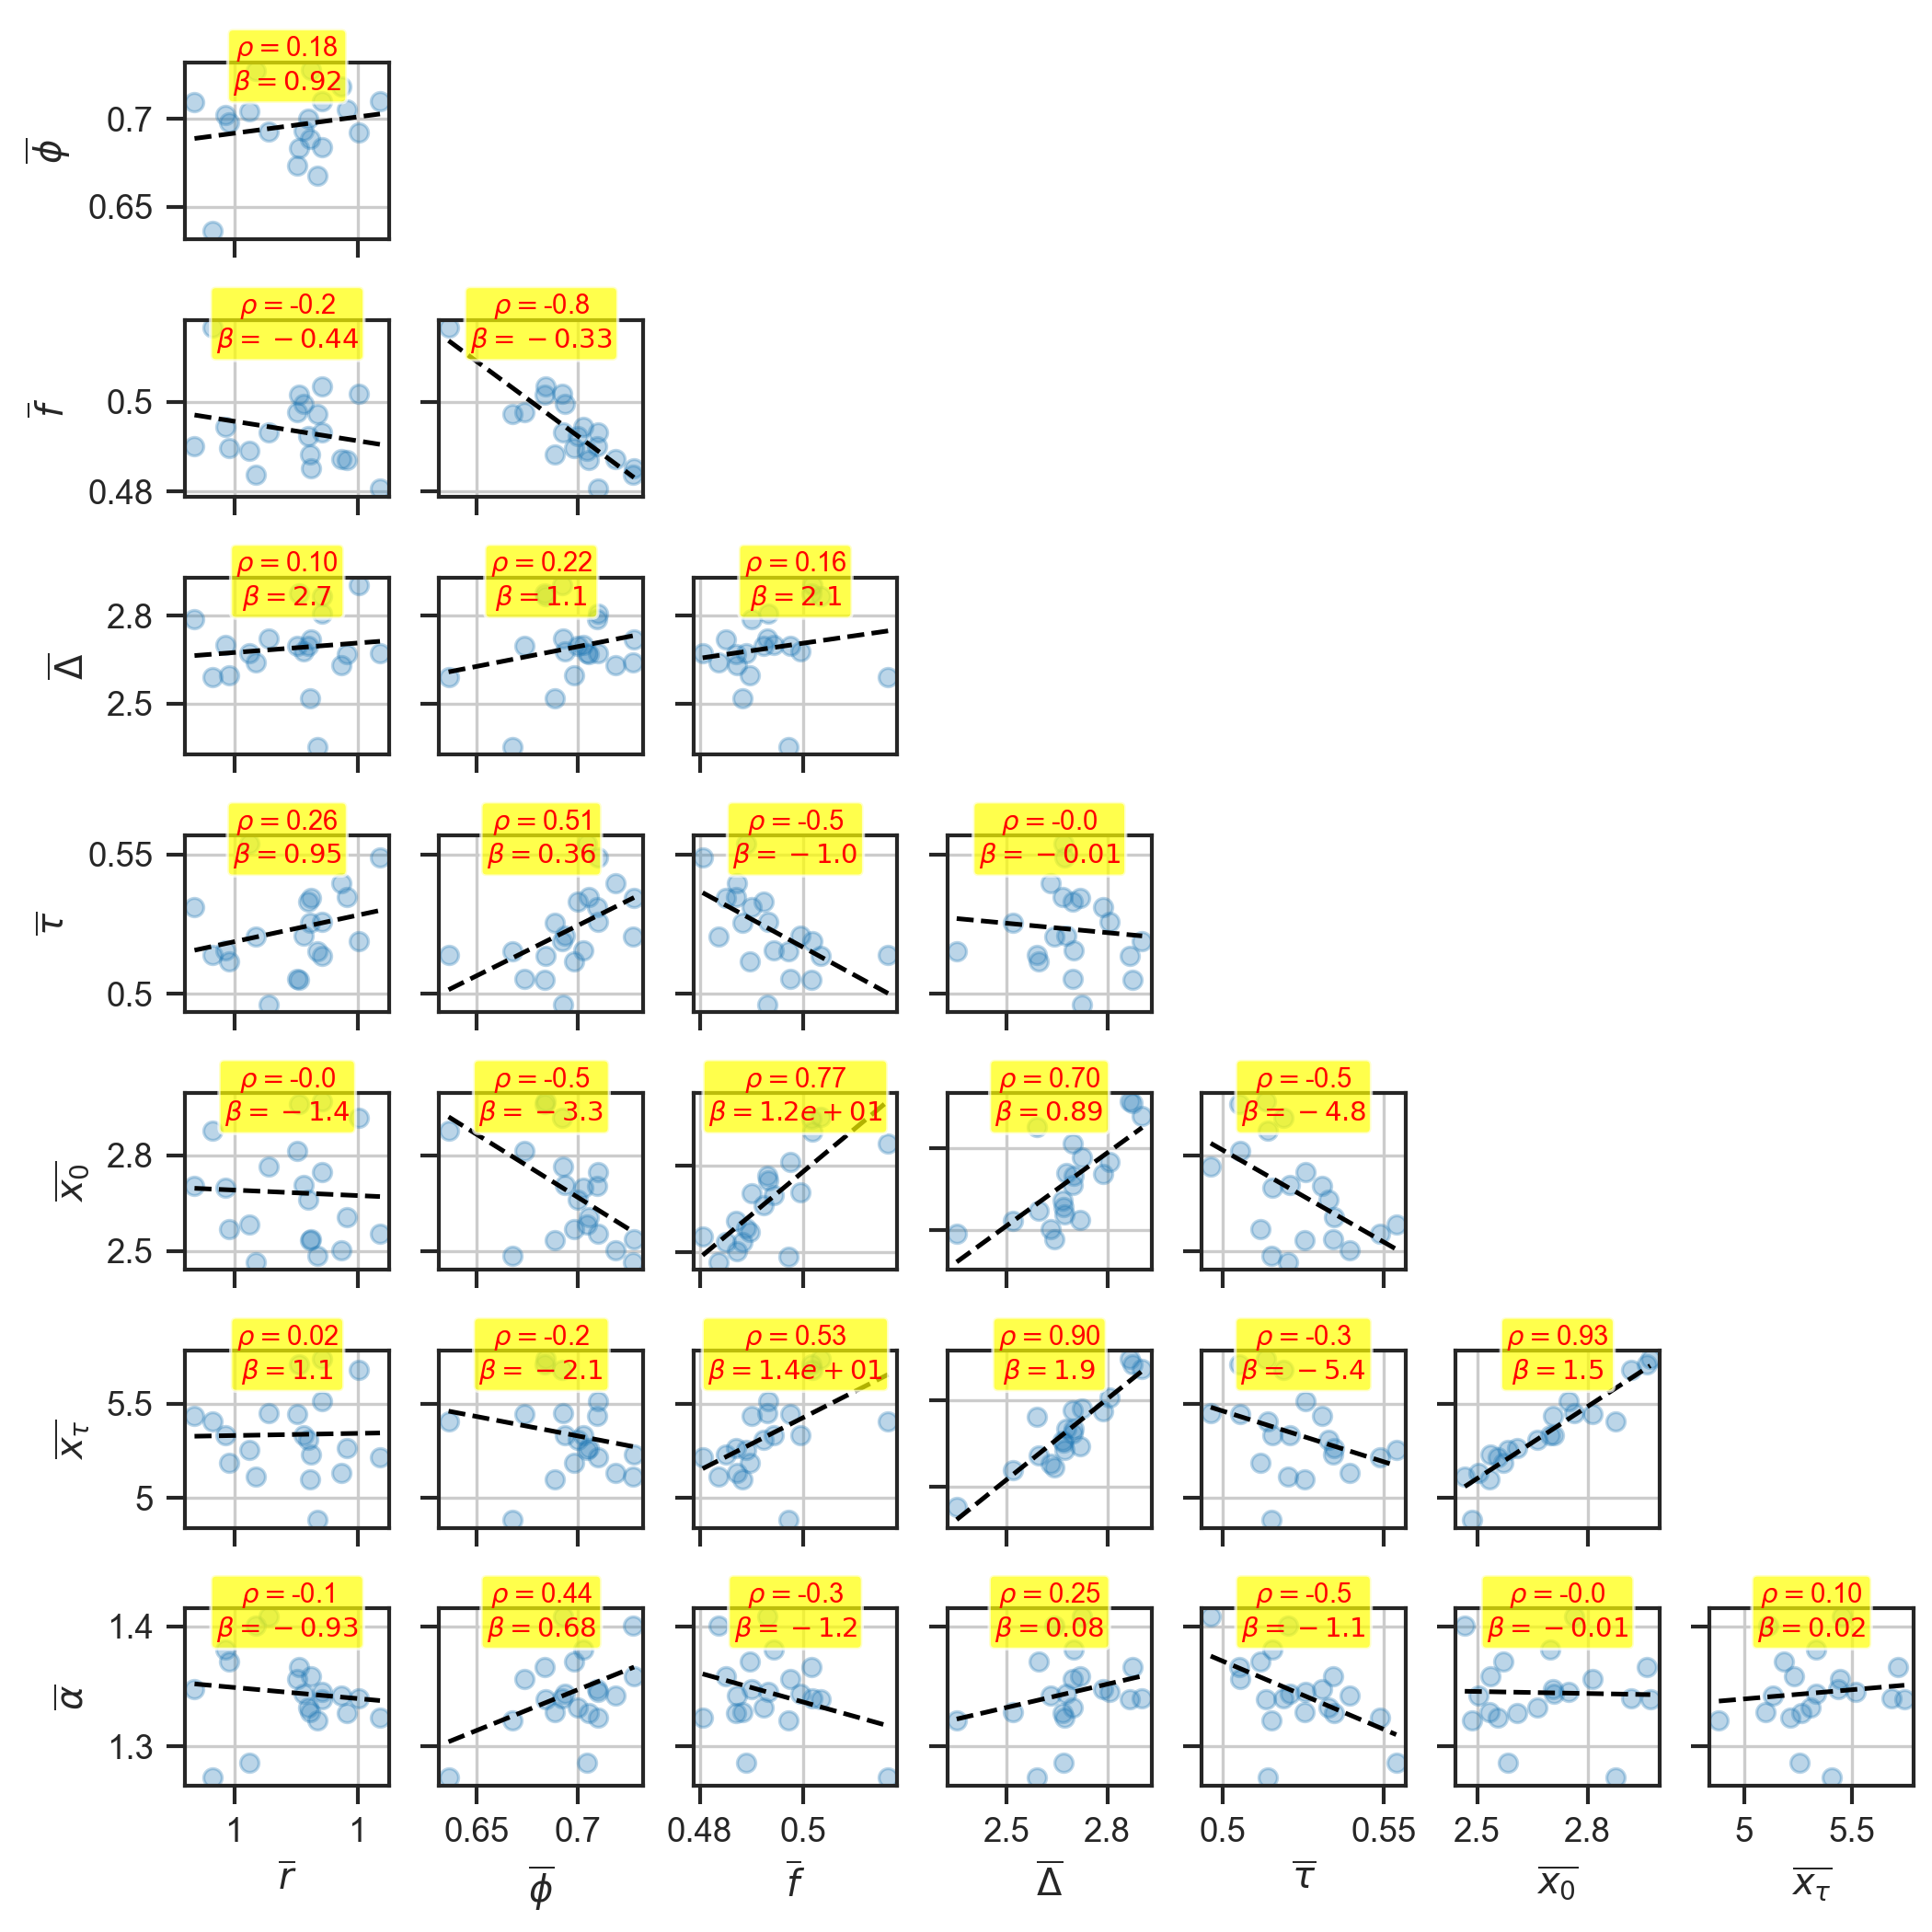 ρ = 0.18
β = 0.92
0.7
0.65
ϕ̅
ρ = -0.2
β = −0.44
ρ = -0.8
β = −0.33
0.5
0.48
f̅
ρ = 0.10
β = 2.7
ρ = 0.22
β = 1.1
ρ = 0.16
β = 2.1
2.8
2.5
Δ̅
ρ = 0.26
β = 0.95
ρ = 0.51
β = 0.36
ρ = -0.5
β = −1.0
ρ = -0.0
β = −0.01
0.55
0.5
τ̅
ρ = -0.0
β = −1.4
ρ = -0.5
β = −3.3
ρ = 0.77
β = 1.2e + 01
ρ = 0.70
β = 0.89
ρ = -0.5
β = −4.8
2.8
2.5
x̅₀
ρ = 0.02
β = 1.1
ρ = -0.2
β = −2.1
ρ = 0.53
β = 1.4e + 01
ρ = 0.90
β = 1.9
ρ = -0.3
β = −5.4
ρ = 0.93
β = 1.5
5.5
5
x̅_τ
ρ = -0.1
β = −0.93
ρ = 0.44
β = 0.68
ρ = -0.3
β = −1.2
ρ = 0.25
β = 0.08
ρ = -0.5
β = −1.1
ρ = -0.0
β = −0.01
ρ = 0.10
β = 0.02
1.4
1.3
α̅
1 1 0.65 0.7 0.48 0.5 2.5 2.8 0.5 0.55 2.5 2.8 5 5.5
r̅ ϕ̅ f̅ Δ̅ τ̅ x̅₀ x̅_τ